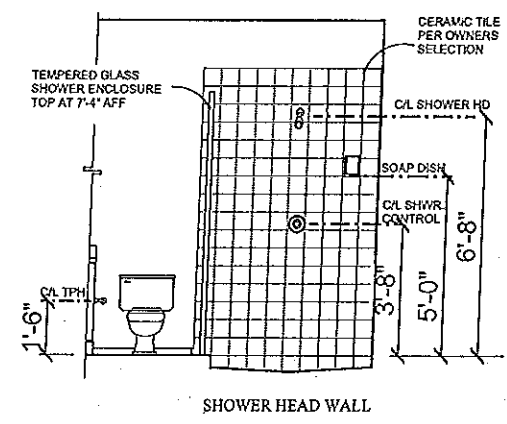 CERAMIC TILE
PER OWNERS
SELECTION
TEMPERED GLASS
SHOWER ENCLOSURE
TOP AT 7'-4" AFF
C/L SHOWER HD
SOAP DISH
C/L SHWR
CONTROL
C/L TPH
1'-6"
3'-8"
5'-0"
6'-8"
SHOWER HEAD WALL